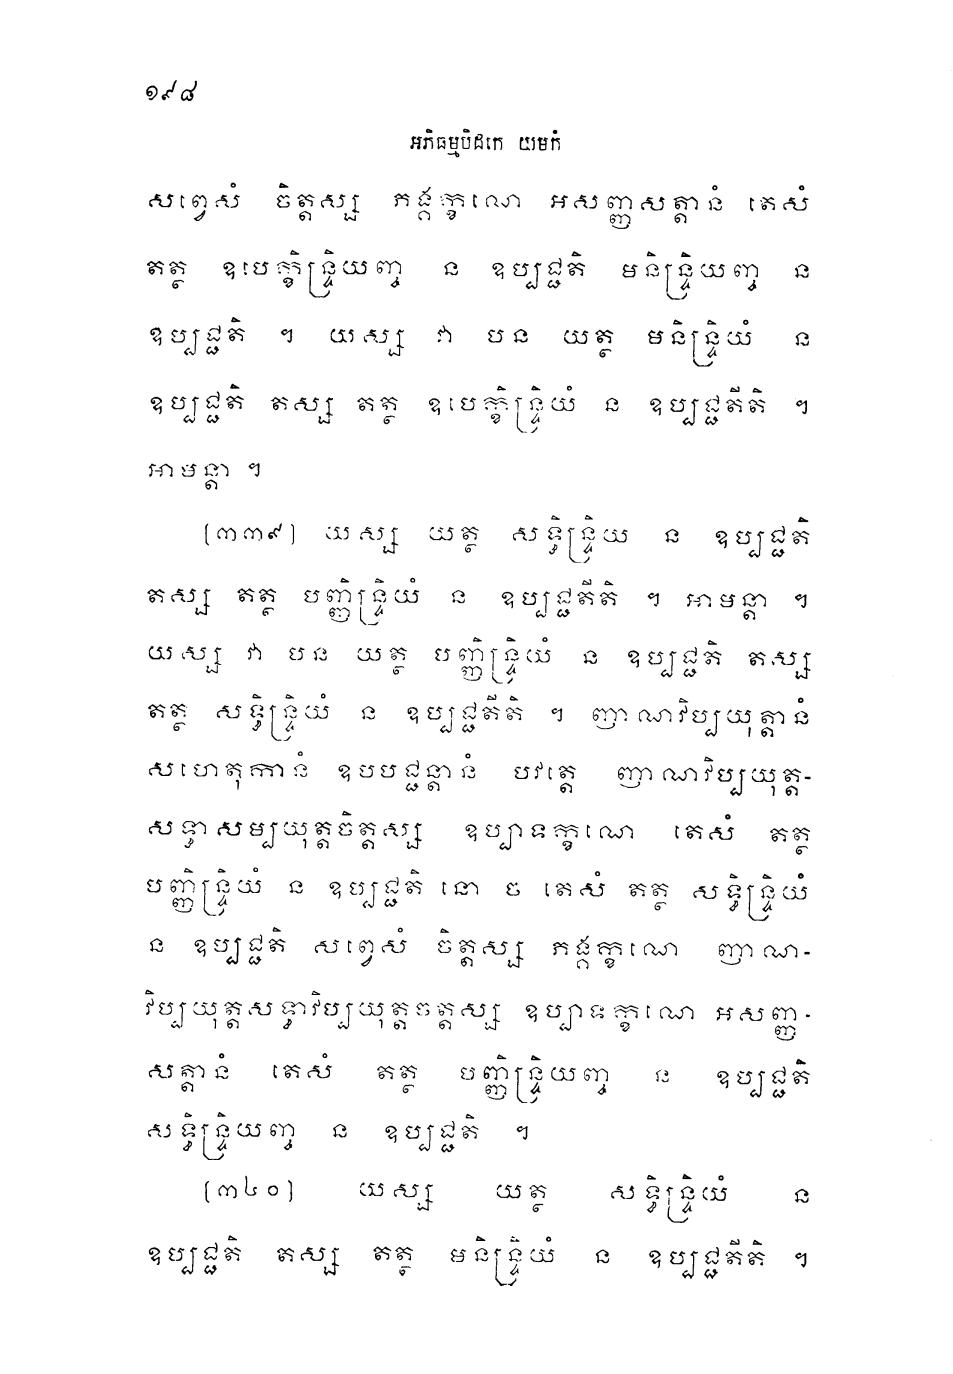 ១៩៨
អភិធម្មបិដកេ យមកំ
សព្វេសំ ចិត្តស្ស ភង្គក្ខណេ អសញ្ញសត្តានំ តេសំ
តត្ថ ឧបេក្ខិន្ទ្រិយញ្ច ន ឧប្បជ្ជតិ មនិន្ទ្រិយញ្ច ន
ឧប្បជ្ជតិ ។ យស្ស វា បន យត្ថ មនិន្ទ្រិយំ ន
ឧប្បជ្ជតិ តស្ស តត្ថ ឧបេក្ខិន្ទ្រិយំ ន ឧប្បជ្ជតីតិ ។
អាមន្តា ។
(៣៣៩) យស្ស យត្ថ សទ្ធិន្ទ្រិយ ន ឧប្បជ្ជតិ
តស្ស តត្ថ បញ្ញិន្ទ្រិយំ ន ឧប្បជ្ជតីតិ ។ អាមន្តា ។
យស្ស វា បន យត្ថ បញ្ញិន្ទ្រិយំ ន ឧប្បជ្ជតិ តស្ស
តត្ថ សទ្ធិន្ទ្រិយំ ន ឧប្បជ្ជតីតិ ។ ញាណវិប្បយុត្តានំ
សហេតុកានំ ឧបបជ្ជន្តានំ បវត្តេ ញាណវិប្បយុត្ត-
សទ្ធាសម្បយុត្តចិត្តស្ស ឧប្បាទក្ខណេ តេសំ តត្ថ
បញ្ញិន្ទ្រិយំ ន ឧប្បជ្ជតិ នោ ច តេសំ តត្ថ សទ្ធិន្ទ្រិយំ
ន ឧប្បជ្ជតិ សព្វេសំ ចិត្តស្ស ភង្គក្ខណេ ញាណ-
វិប្បយុត្តសទ្ធាវិប្បយុត្តចត្តស្ស ឧប្បាទក្ខណេ អសញ្ញ-
សត្តានំ តេសំ តត្ថ បញ្ញិន្ទ្រិយញ្ច ន ឧប្បជ្ជតិ
សទ្ធិន្ទ្រិយញ្ច ន ឧប្បជ្ជតិ ។
(៣៤០) យស្ស យត្ថ សទ្ធិន្ទ្រិយំ ន
ឧប្បជ្ជតិ តស្ស តត្ថ មនិន្ទ្រិយំ ន ឧប្បជ្ជតីតិ ។